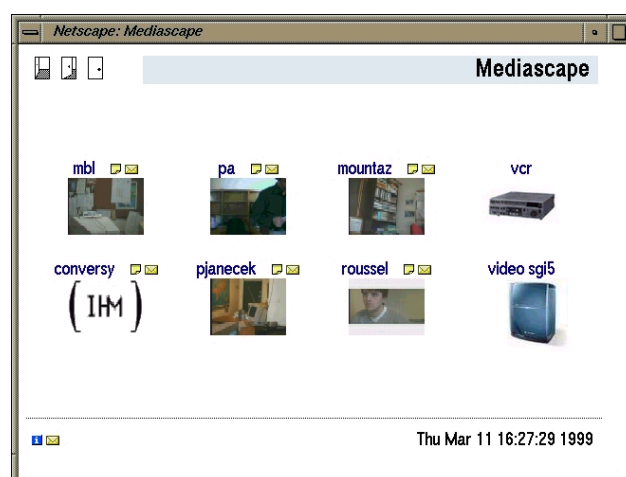 Netscape: Mediascape
Mediascape
mbl pa mountaz vcr
conversy pjanecek roussel video sgi5
( IHM )
Thu Mar 11 16:27:29 1999